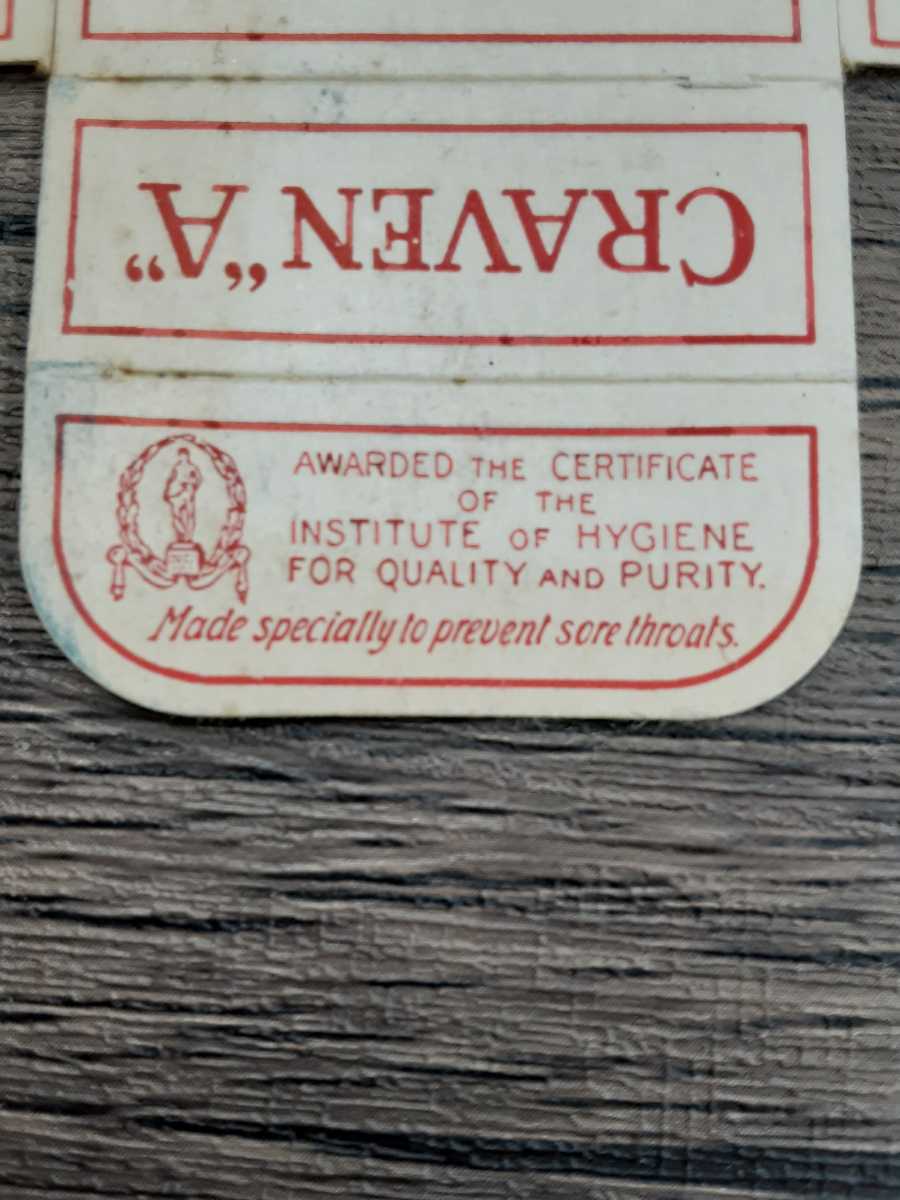 CRAVEN "A"
AWARDED THE CERTIFICATE
OF THE
INSTITUTE OF HYGIENE
FOR QUALITY AND PURITY.
Made specially to prevent sore throats.